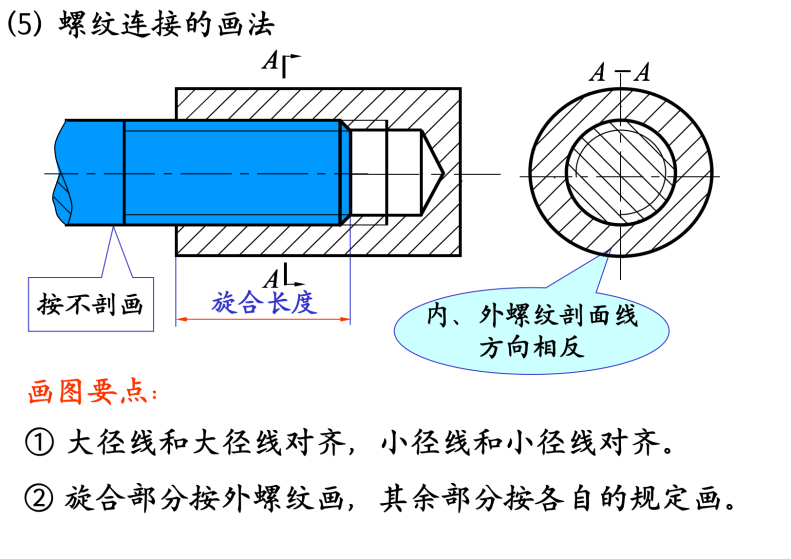 (5) 螺纹连接的画法
A
A－A
A
按不剖画
旋合长度
内、外螺纹剖面线
方向相反
画图要点:
① 大径线和大径线对齐，小径线和小径线对齐。
② 旋合部分按外螺纹画，其余部分按各自的规定画。